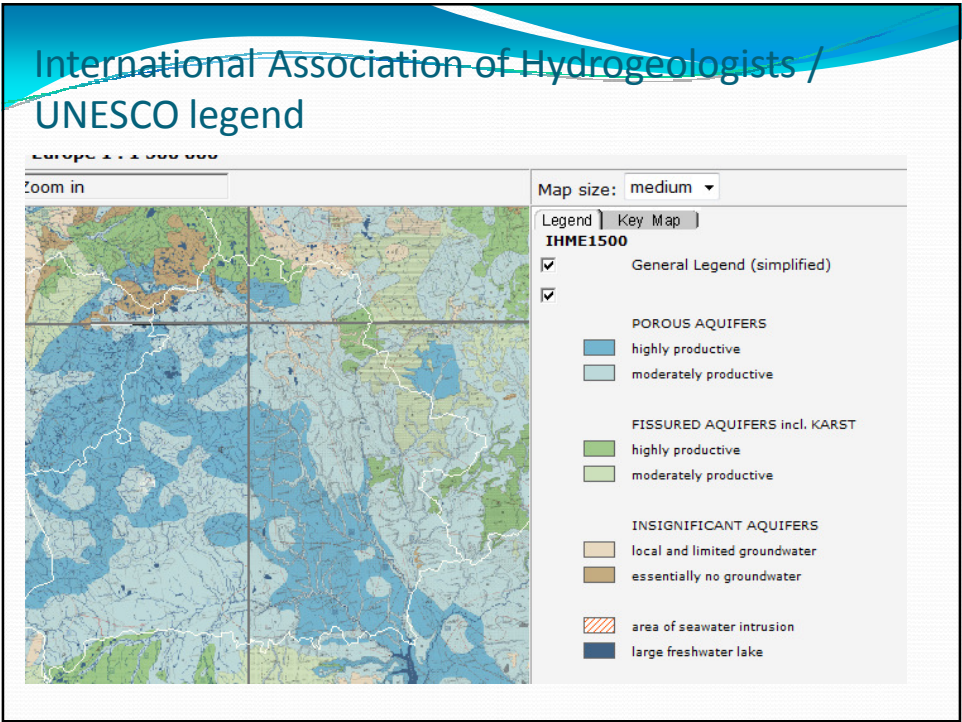 International Association of Hydrogeologists /
UNESCO legend
Zoom in
Map size: medium
Legend Key Map
IHME1500
General Legend (simplified)
POROUS AQUIFERS
highly productive
moderately productive
FISSURED AQUIFERS incl. KARST
highly productive
moderately productive
INSIGNIFICANT AQUIFERS
local and limited groundwater
essentially no groundwater
area of seawater intrusion
large freshwater lake